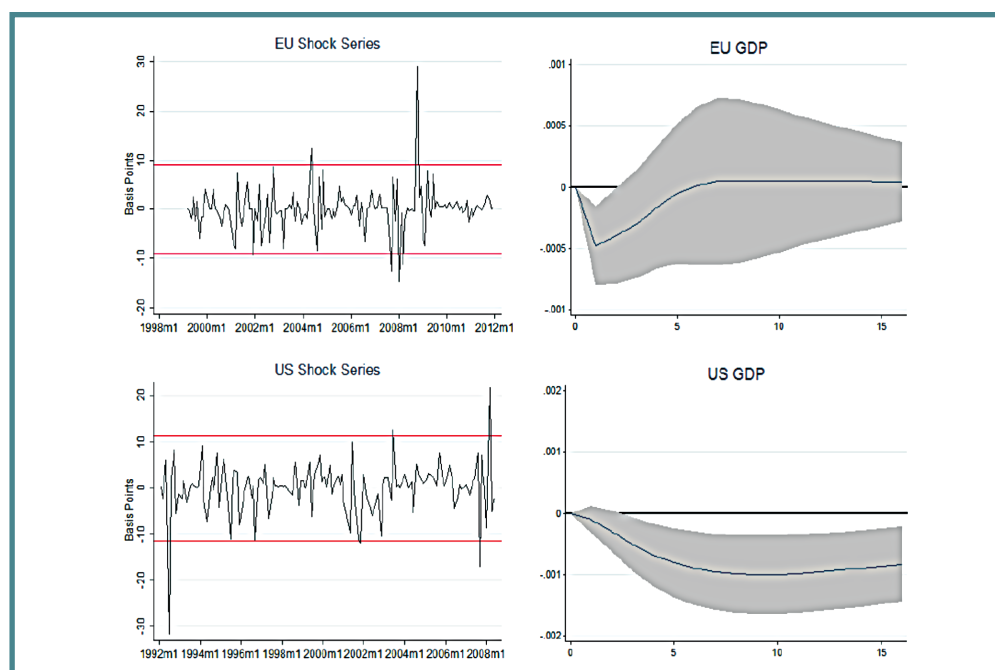 EU Shock Series
Basis Points
30
20
10
0
-10
-20
1998m1 2000m1 2002m1 2004m1 2006m1 2008m1 2010m1 2012m1
EU GDP
.001
.0005
0
-.0005
-.001
0 5 10 15
US Shock Series
Basis Points
20
10
0
-10
-20
-30
1992m1 1994m1 1996m1 1998m1 2000m1 2002m1 2004m1 2006m1 2008m1
US GDP
.002
.001
0
-.001
-.002
0 5 10 15